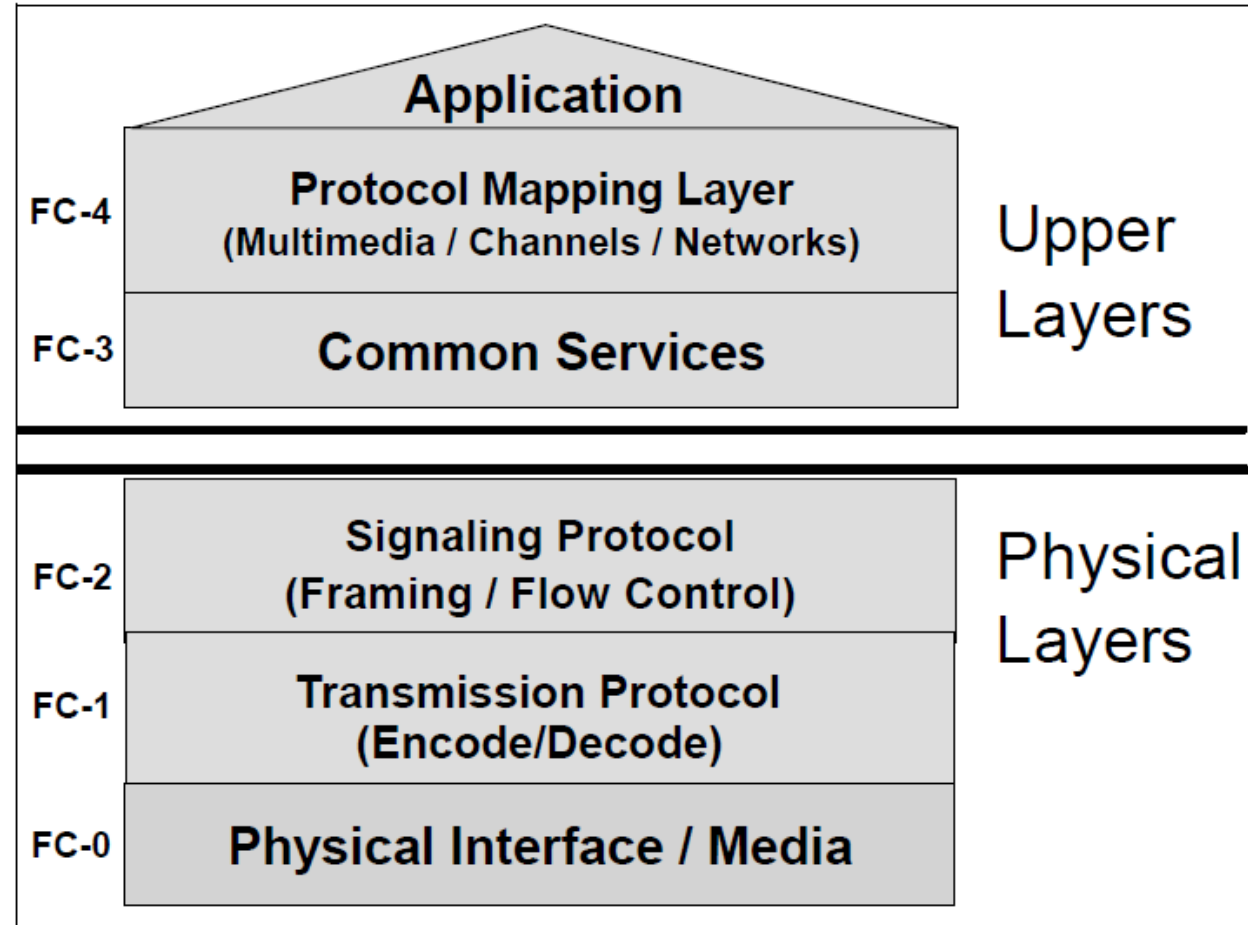 Application
FC-4
Protocol Mapping Layer
(Multimedia / Channels / Networks)
FC-3
Common Services
Upper
Layers
FC-2
Signaling Protocol
(Framing / Flow Control)
FC-1
Transmission Protocol
(Encode/Decode)
FC-0
Physical Interface / Media
Physical
Layers